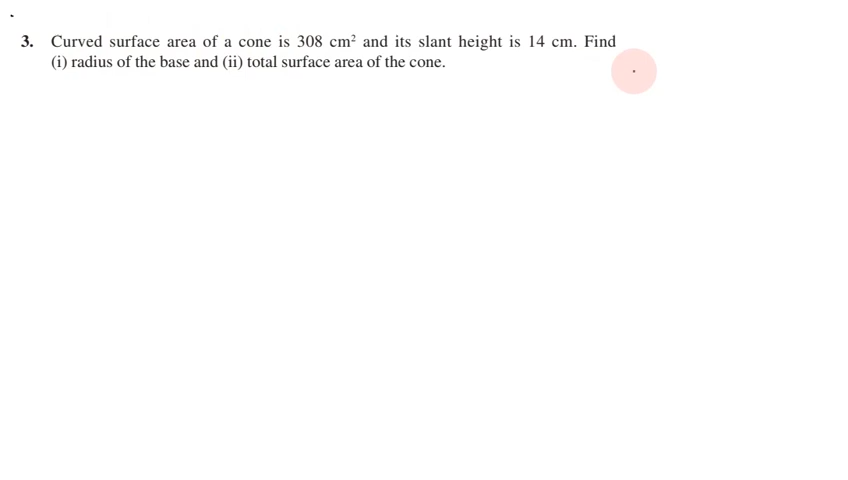 3. Curved surface area of a cone is 308 cm² and its slant height is 14 cm. Find
(i) radius of the base and (ii) total surface area of the cone.